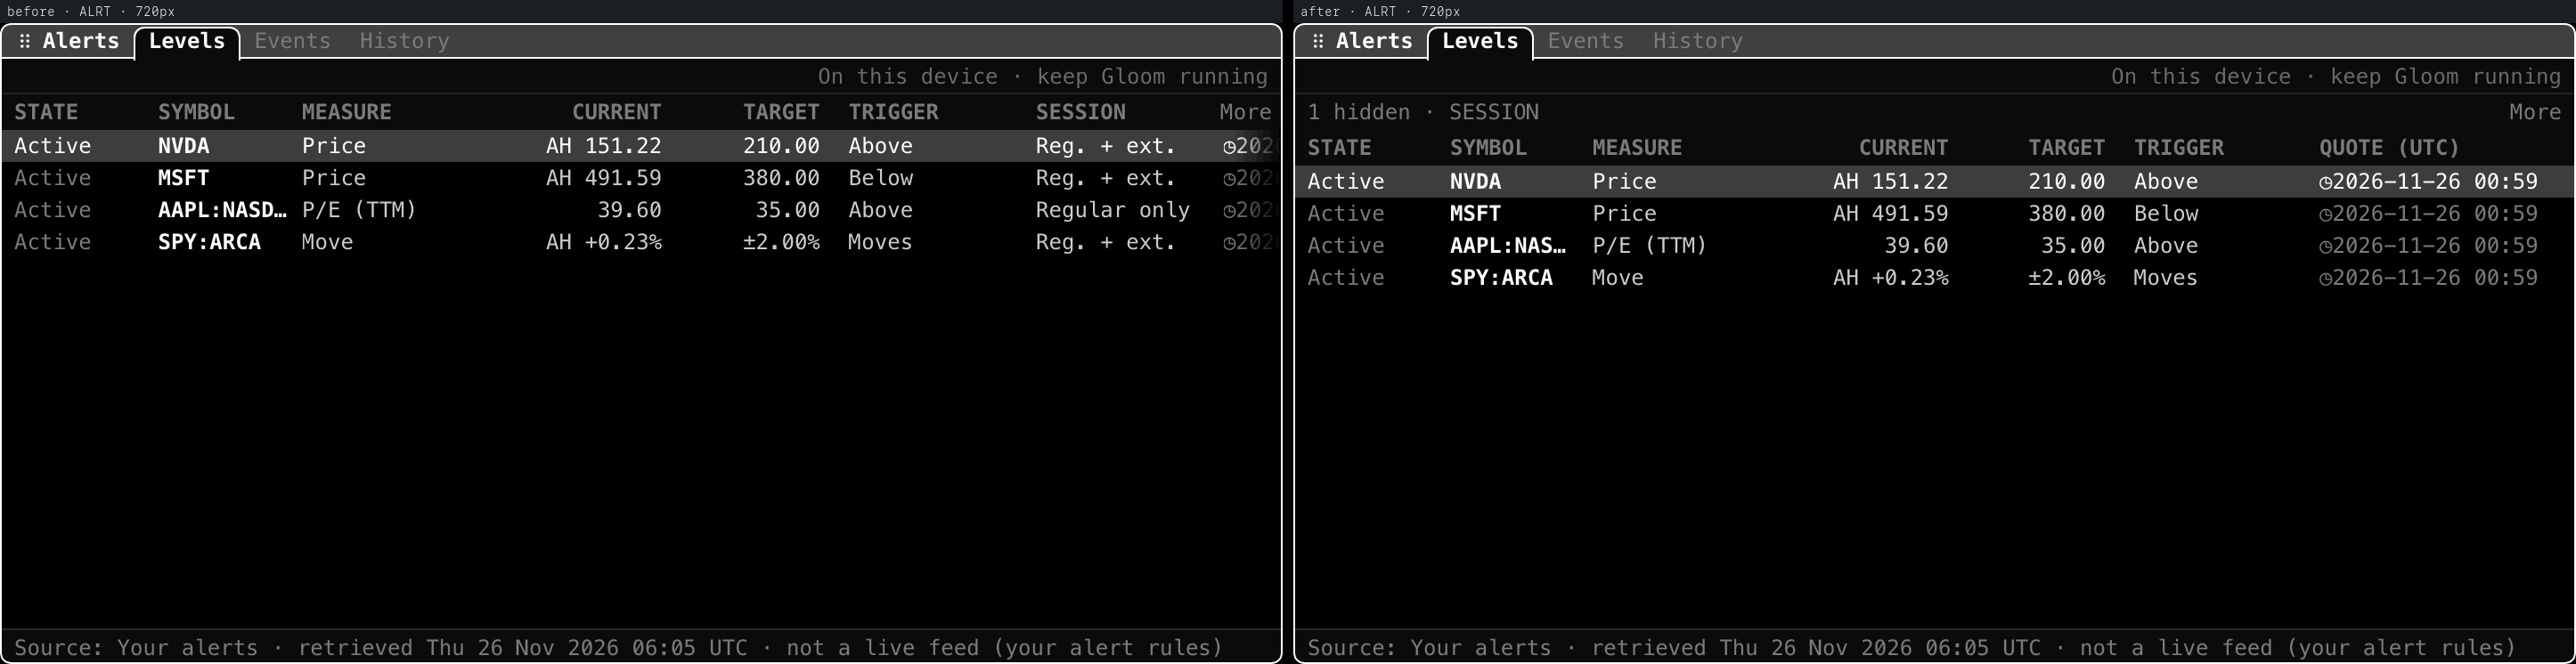 before · ALRT · 720px
⠿ Alerts Levels Events History
On this device · keep Gloom running
STATE SYMBOL MEASURE CURRENT TARGET TRIGGER SESSION More
Active NVDA Price AH 151.22 210.00 Above Reg. + ext. ◷202
Active MSFT Price AH 491.59 380.00 Below Reg. + ext. ◷202
Active AAPL:NASD… P/E (TTM) 39.60 35.00 Above Regular only ◷202
Active SPY:ARCA Move AH +0.23% ±2.00% Moves Reg. + ext. ◷202
Source: Your alerts · retrieved Thu 26 Nov 2026 06:05 UTC · not a live feed (your alert rules)
after · ALRT · 720px
⠿ Alerts Levels Events History
On this device · keep Gloom running
1 hidden · SESSION More
STATE SYMBOL MEASURE CURRENT TARGET TRIGGER QUOTE (UTC)
Active NVDA Price AH 151.22 210.00 Above ◷2026–11–26 00:59
Active MSFT Price AH 491.59 380.00 Below ◷2026–11–26 00:59
Active AAPL:NAS… P/E (TTM) 39.60 35.00 Above ◷2026–11–26 00:59
Active SPY:ARCA Move AH +0.23% ±2.00% Moves ◷2026–11–26 00:59
Source: Your alerts · retrieved Thu 26 Nov 2026 06:05 UTC · not a live feed (your alert rules)